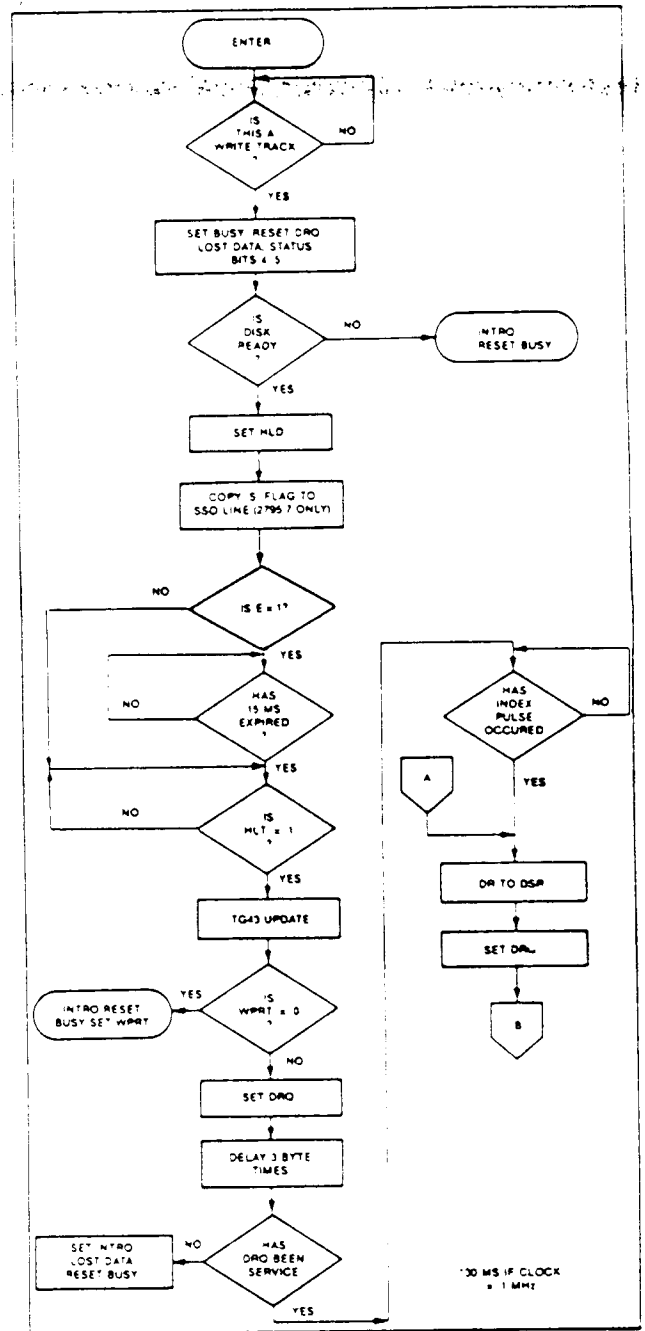 ENTER
IS
THIS A
WRITE TRACK
?
NO
YES
SET BUSY, RESET DRQ
LOST DATA, STATUS
BITS 4, 5
IS
DISK
READY
?
NO
INTRQ
RESET BUSY
YES
SET HLD
COPY 'S' FLAG TO
SSO LINE (2795/7 ONLY)
IS E = 1?
NO
YES
HAS
15 MS
EXPIRED
?
NO
YES
IS
HLT = 1
?
NO
YES
TG43 UPDATE
IS
WPRT = 0
?
YES
INTRQ RESET
BUSY SET WPRT
NO
SET DRQ
DELAY 3 BYTE
TIMES
HAS
DRQ BEEN
SERVICE
NO
SET INTRQ
LOST DATA
RESET BUSY
YES
HAS
INDEX
PULSE
OCCURED
NO
YES
A
DR TO DSR
SET DRQ
B
*30 MS IF CLOCK
= 1 MHz